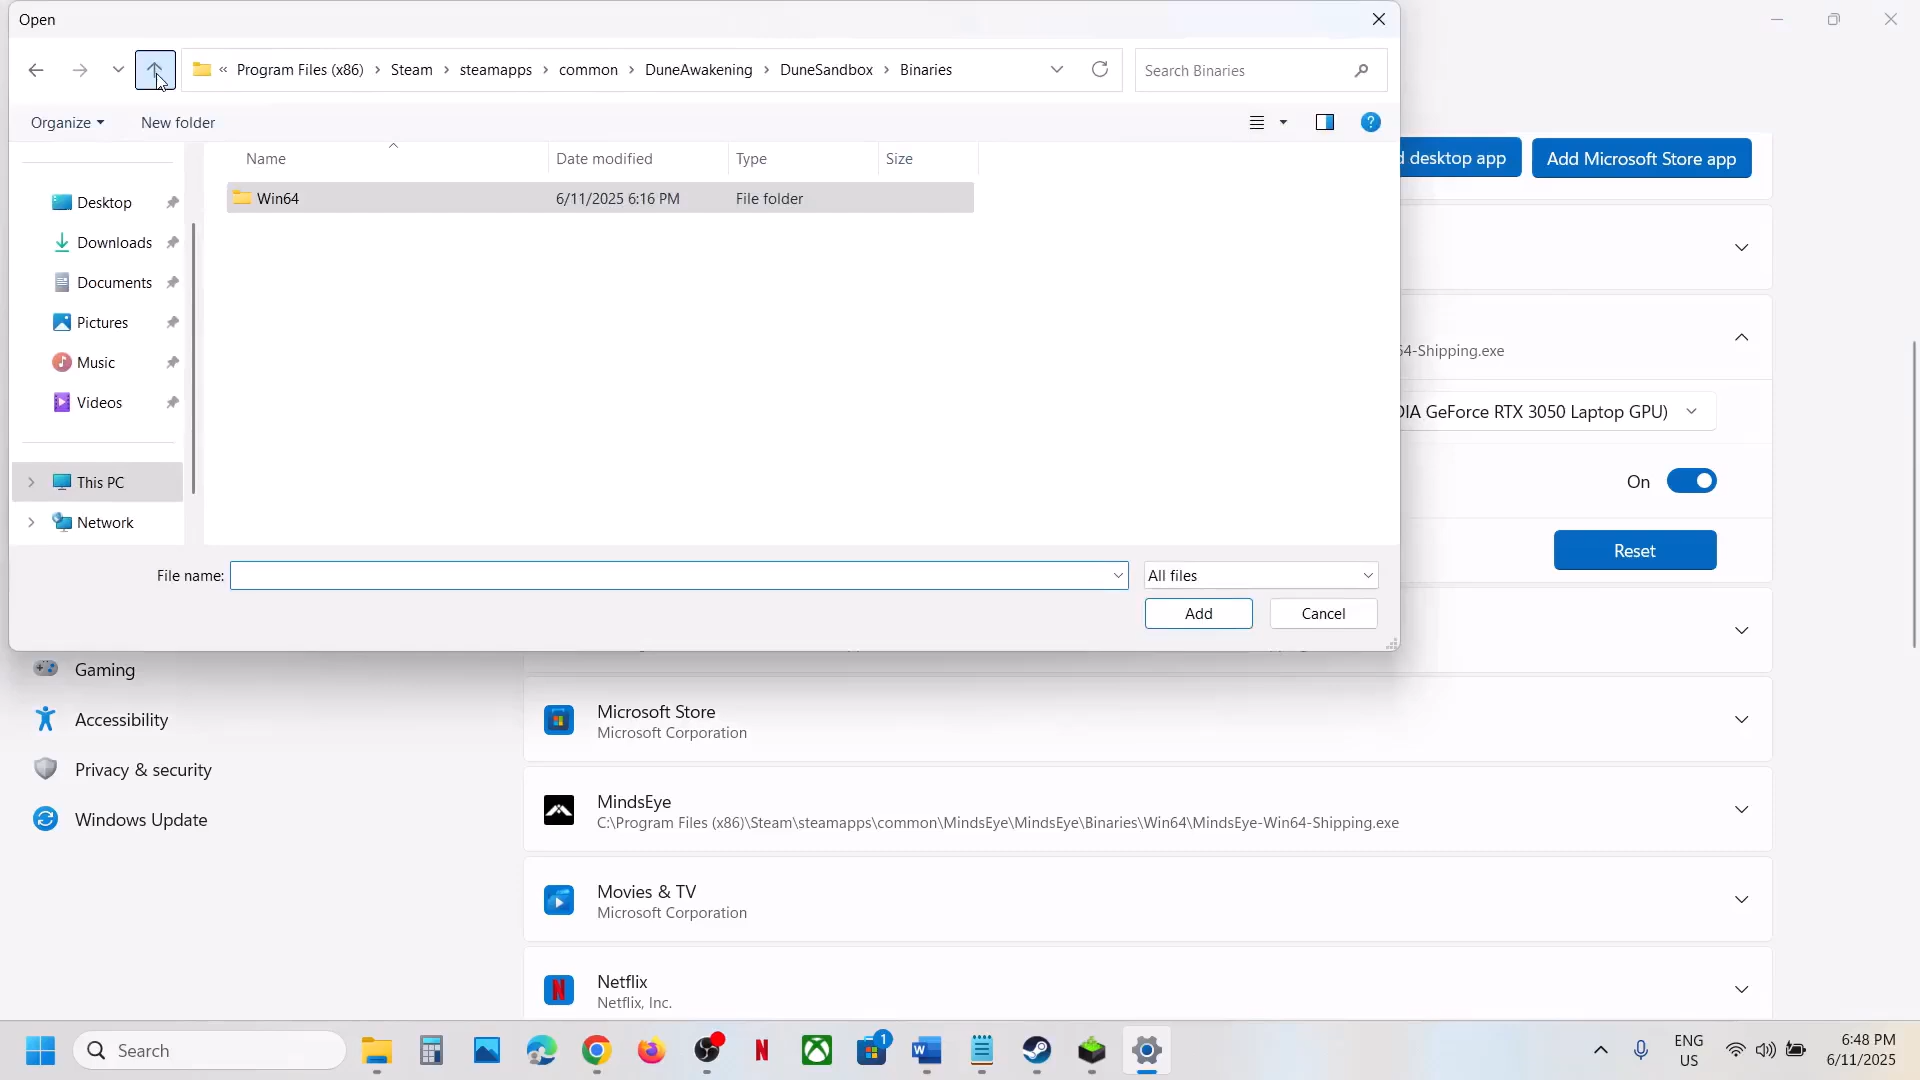 Open
« Program Files (x86) > Steam > steamapps > common > DuneAwakening > DuneSandbox > Binaries
Search Binaries
Organize
New folder
Name
Date modified
Type
Size
Win64
6/11/2025 6:16 PM
File folder
Desktop
Downloads
Documents
Pictures
Music
Videos
This PC
Network
File name:
All files
Add
Cancel
desktop app
Add Microsoft Store app
64-Shipping.exe
GeForce RTX 3050 Laptop GPU)
On
Reset
Gaming
Accessibility
Privacy & security
Windows Update
Microsoft Store
Microsoft Corporation
MindsEye
C:\Program Files (x86)\Steam\steamapps\common\MindsEye\MindsEye\Binaries\Win64\MindsEye-Win64-Shipping.exe
Movies & TV
Microsoft Corporation
Netflix
Netflix, Inc.
Search
1
ENG
US
6:48 PM
6/11/2025